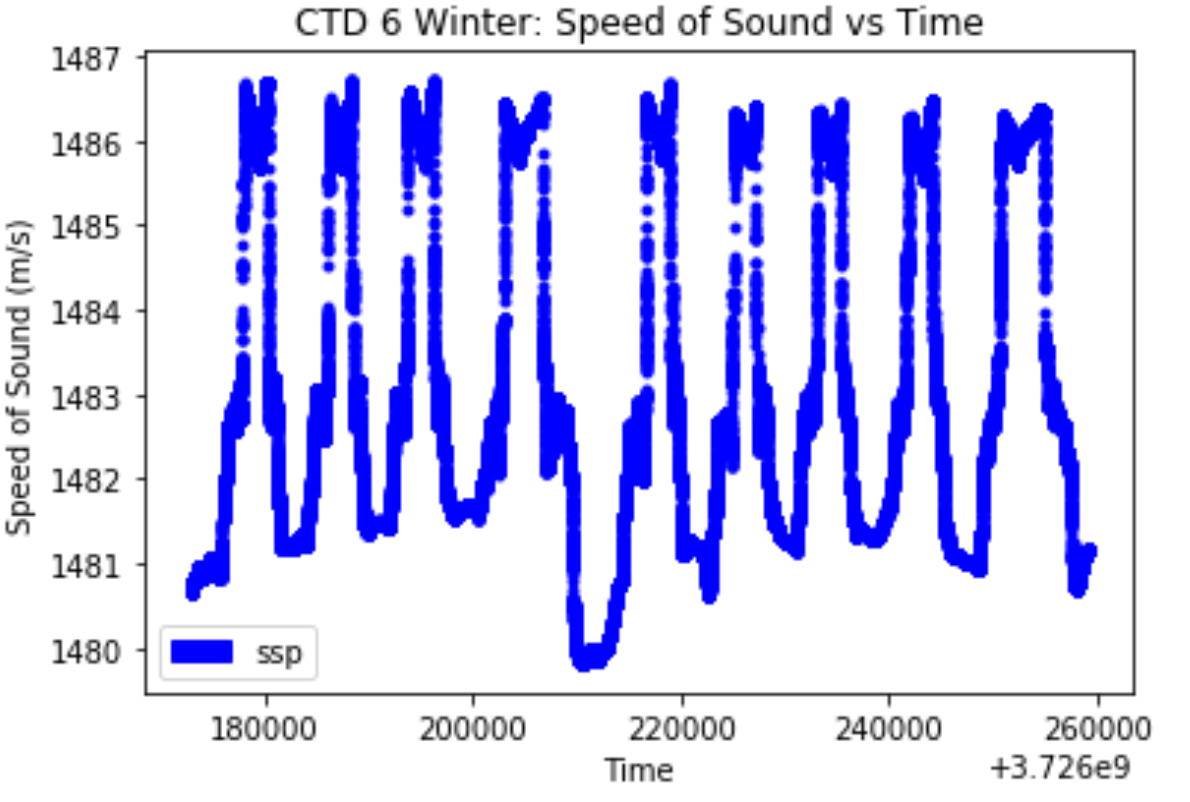 CTD 6 Winter: Speed of Sound vs Time
1487
1486
1485
1484
1483
1482
1481
1480
Speed of Sound (m/s)
ssp
180000 200000 220000 240000 260000
Time
+3.726e9